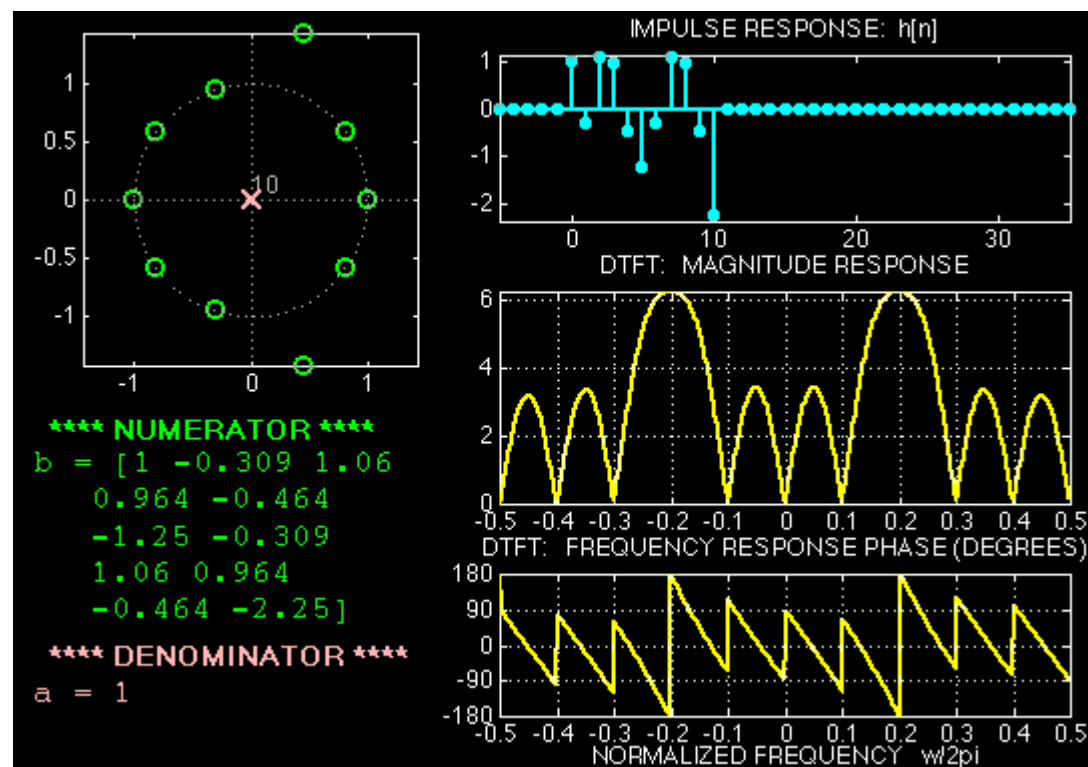 IMPULSE RESPONSE: h[n]
1
0
-1
-2
0 10 20 30
1
0.5
0
-0.5
-1
10
-1 0 1
DTFT: MAGNITUDE RESPONSE
6
4
2
0
-0.5 -0.4 -0.3 -0.2 -0.1 0 0.1 0.2 0.3 0.4 0.5
DTFT: FREQUENCY RESPONSE PHASE (DEGREES)
180
90
0
-90
-180
-0.5 -0.4 -0.3 -0.2 -0.1 0 0.1 0.2 0.3 0.4 0.5
NORMALIZED FREQUENCY w/2pi
**** NUMERATOR ****
b = [1 -0.309 1.06
0.964 -0.464
-1.25 -0.309
1.06 0.964
-0.464 -2.25]
**** DENOMINATOR ****
a = 1